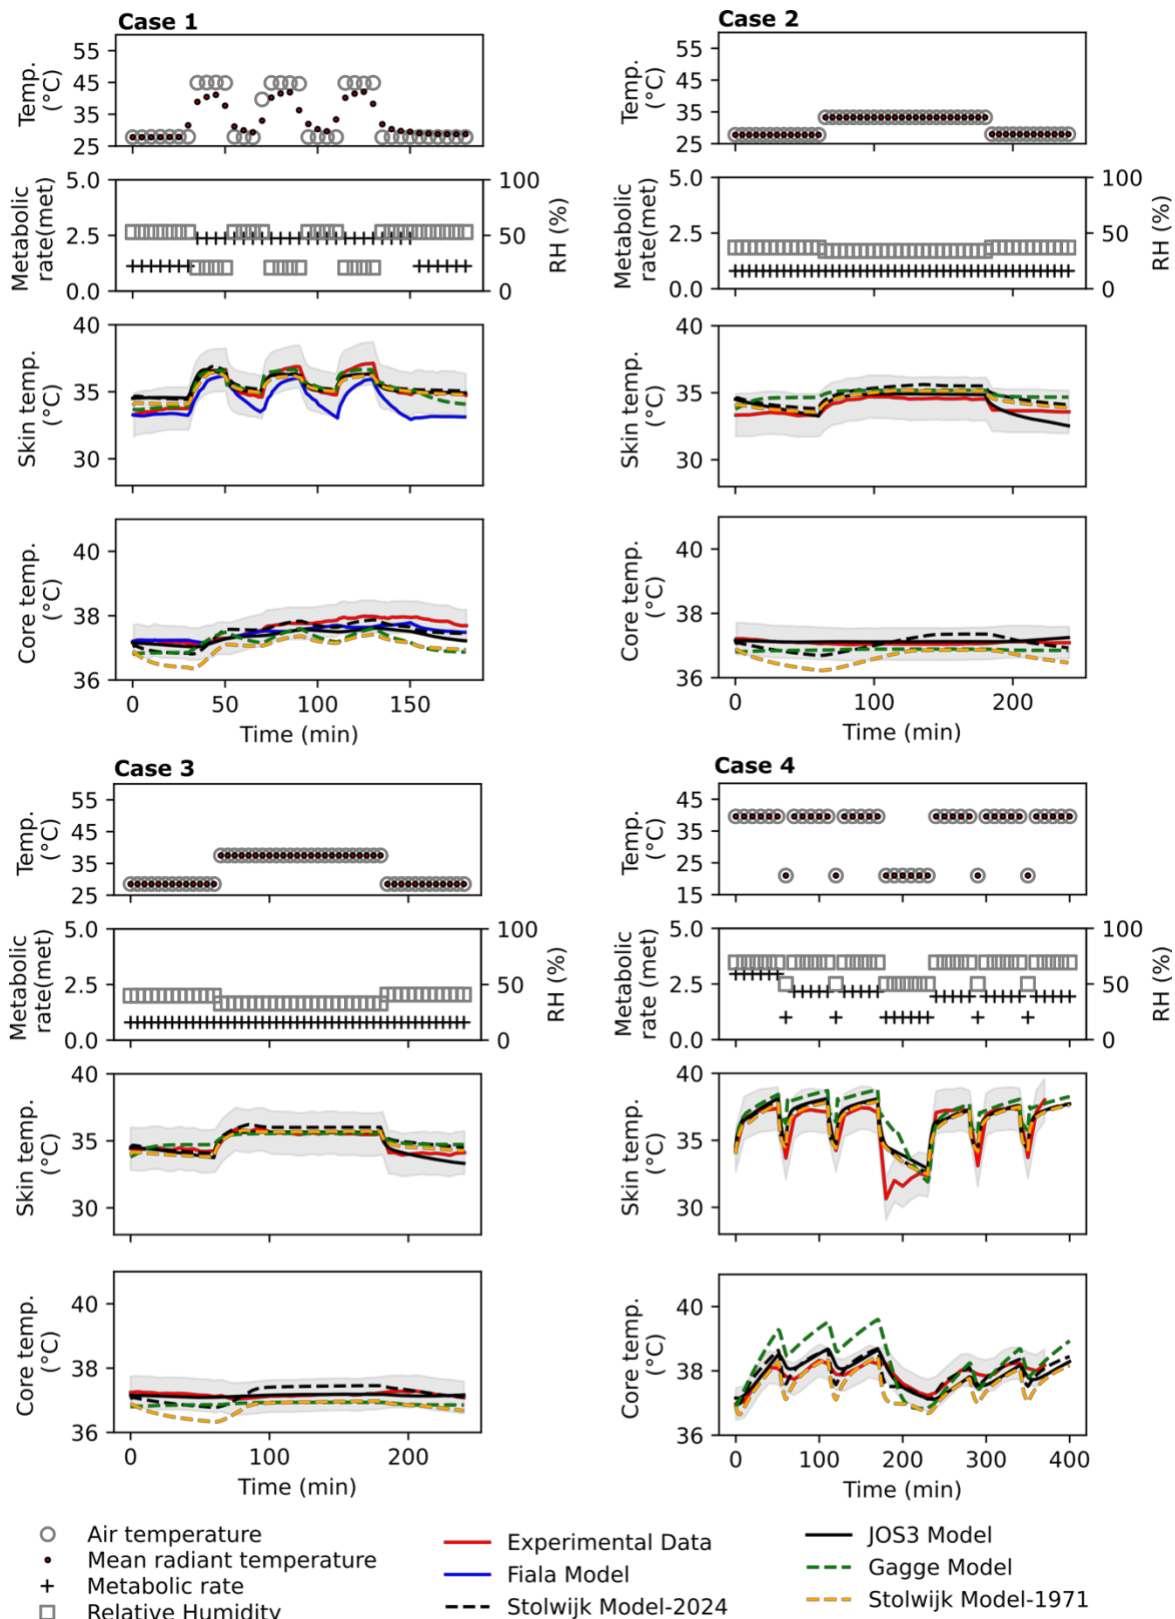 Case 1
Temp.
(°C)
55
45
35
25
Metabolic
rate(met)
5.0
2.5
0.0
100
50
0
RH (%)
Skin temp.
(°C)
40
35
30
Core temp.
(°C)
40
38
36
0
50
100
150
Time (min)
Case 2
Temp.
(°C)
55
45
35
25
Metabolic
rate(met)
5.0
2.5
0.0
100
50
0
RH (%)
Skin temp.
(°C)
40
35
30
Core temp.
(°C)
40
38
36
0
100
200
Time (min)
Case 3
Temp.
(°C)
55
45
35
25
Metabolic
rate(met)
5.0
2.5
0.0
100
50
0
RH (%)
Skin temp.
(°C)
40
35
30
Core temp.
(°C)
40
38
36
0
100
200
Time (min)
Case 4
Temp.
(°C)
45
35
25
15
Metabolic
rate (met)
5.0
2.5
0.0
100
50
0
RH (%)
Skin temp.
(°C)
40
35
30
Core temp.
(°C)
40
38
36
0
100
200
300
400
Time (min)
Air temperature
Mean radiant temperature
Metabolic rate
Relative Humidity
Experimental Data
Fiala Model
Stolwijk Model-2024
JOS3 Model
Gagge Model
Stolwijk Model-1971